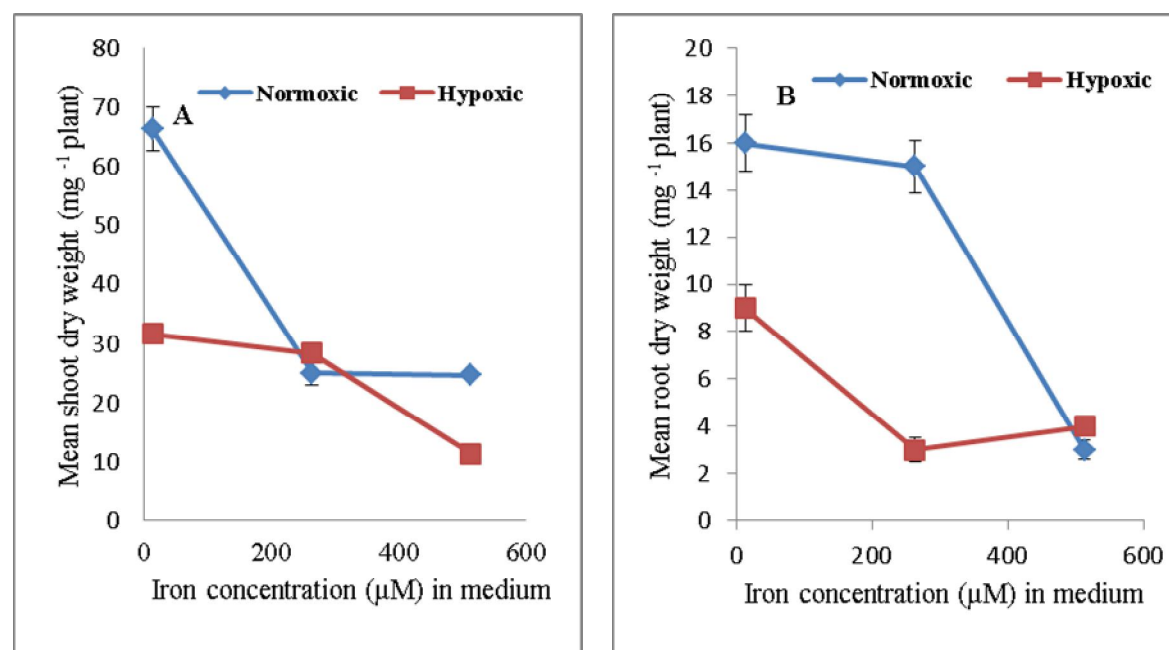 Mean shoot dry weight (mg ⁻¹ plant)
80
70
60
50
40
30
20
10
0
Normoxic
Hypoxic
A
0 200 400 600
Iron concentration (µM) in medium
Mean root dry weight (mg ⁻¹ plant)
20
18
16
14
12
10
8
6
4
2
0
Normoxic
Hypoxic
B
0 200 400 600
Iron concentration (µM) in medium